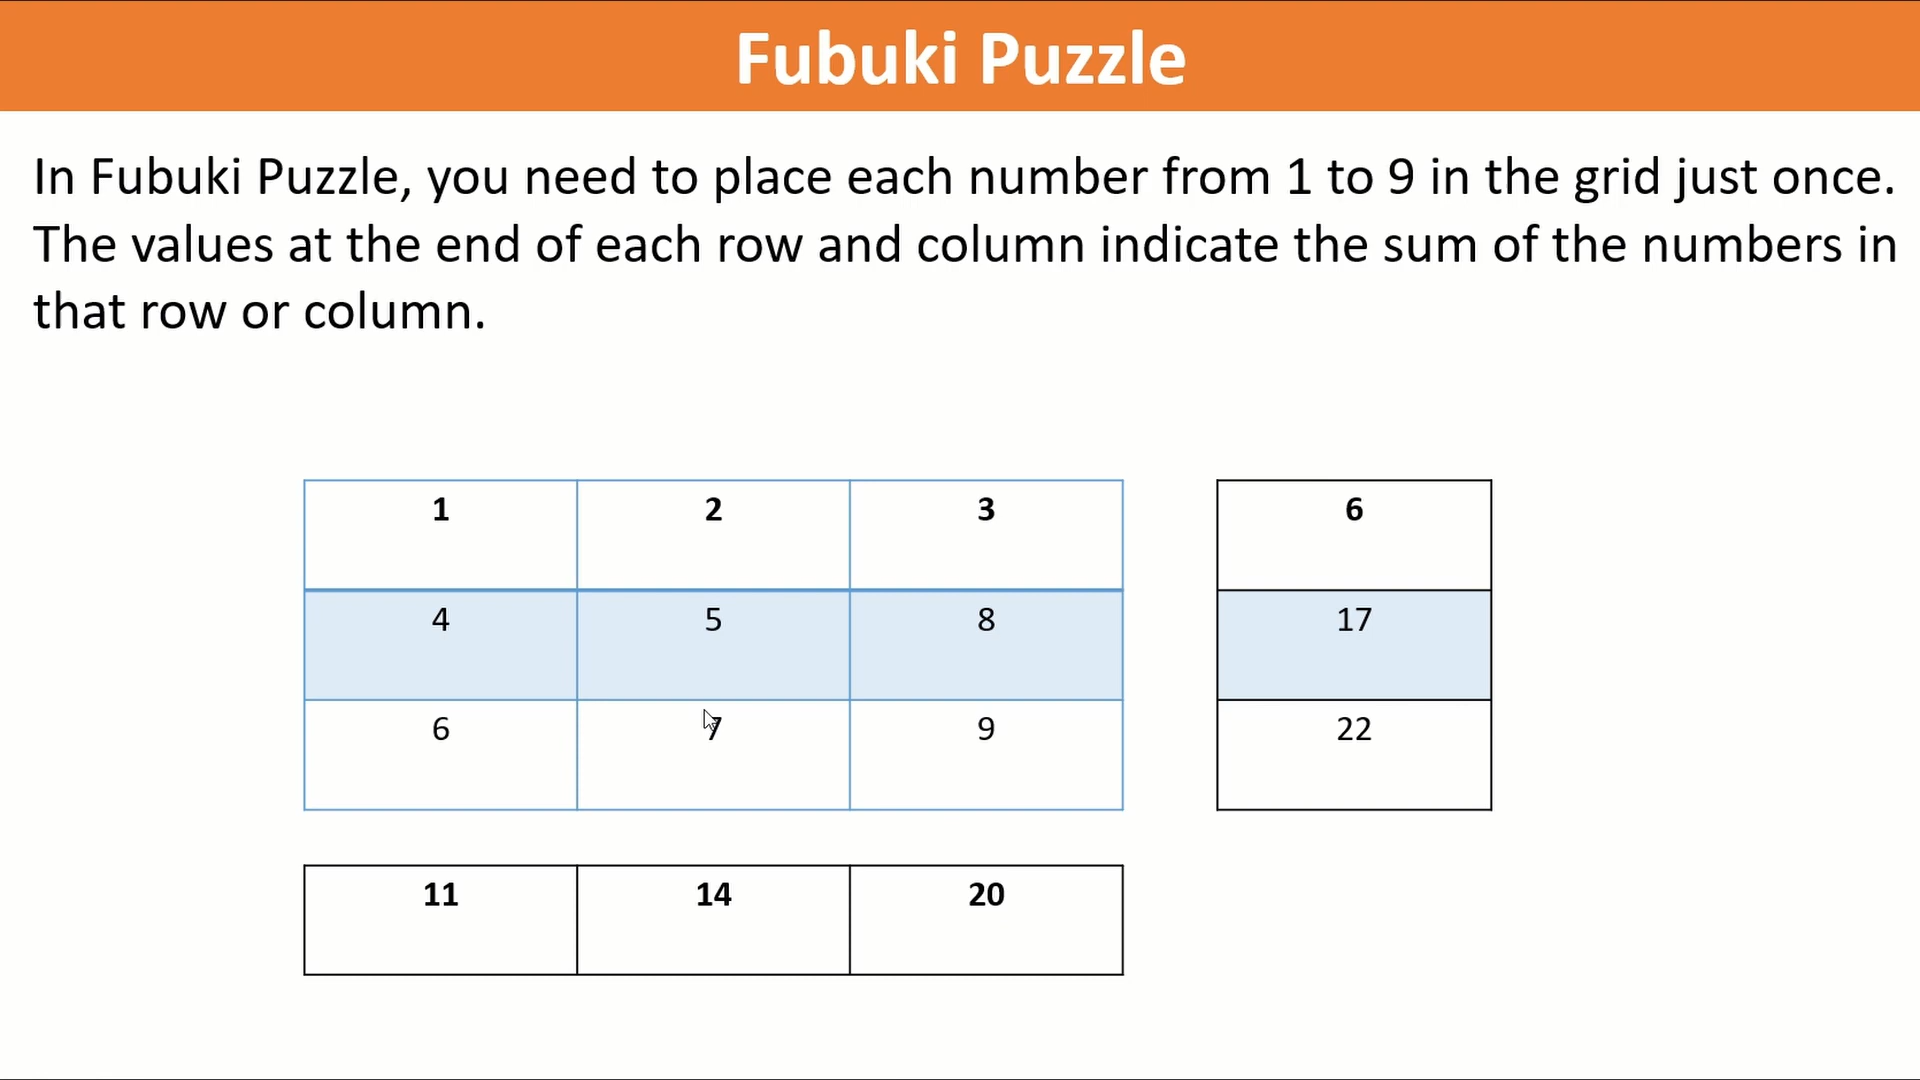 Fubuki Puzzle
In Fubuki Puzzle, you need to place each number from 1 to 9 in the grid just once.
The values at the end of each row and column indicate the sum of the numbers in
that row or column.
1 2 3 6
4 5 8 17
6 7 9 22
11 14 20